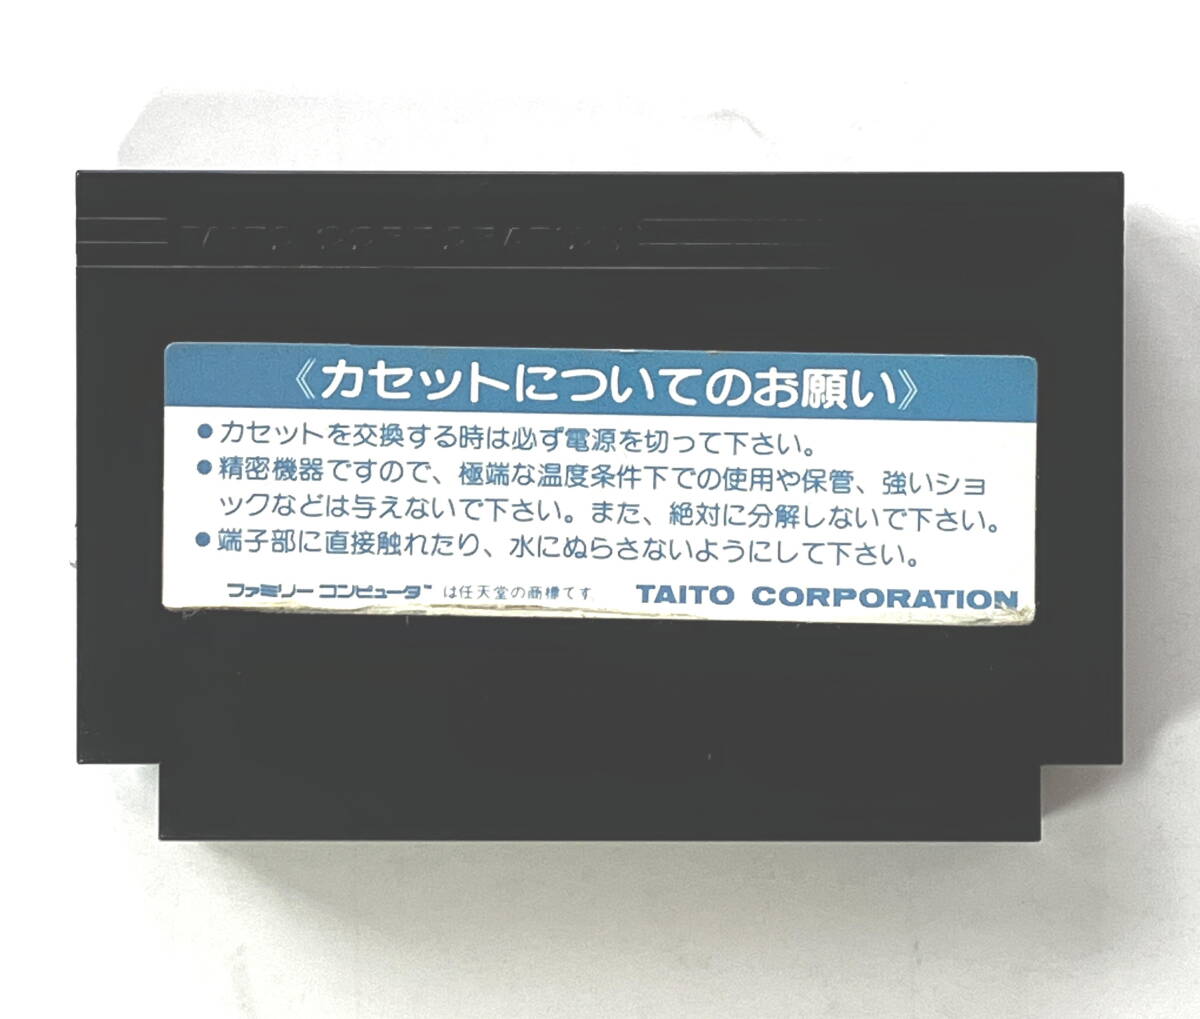 TAITO CORPORATION
《カセットについてのお願い》
●カセットを交換する時は必ず電源を切って下さい。
●精密機器ですので、極端な温度条件下での使用や保管、強いショ
ックなどは与えないで下さい。また、絶対に分解しないで下さい。
●端子部に直接触れたり、水にぬらさないようにして下さい。
ファミリーコンピュータ™は任天堂の商標です. TAITO CORPORATION